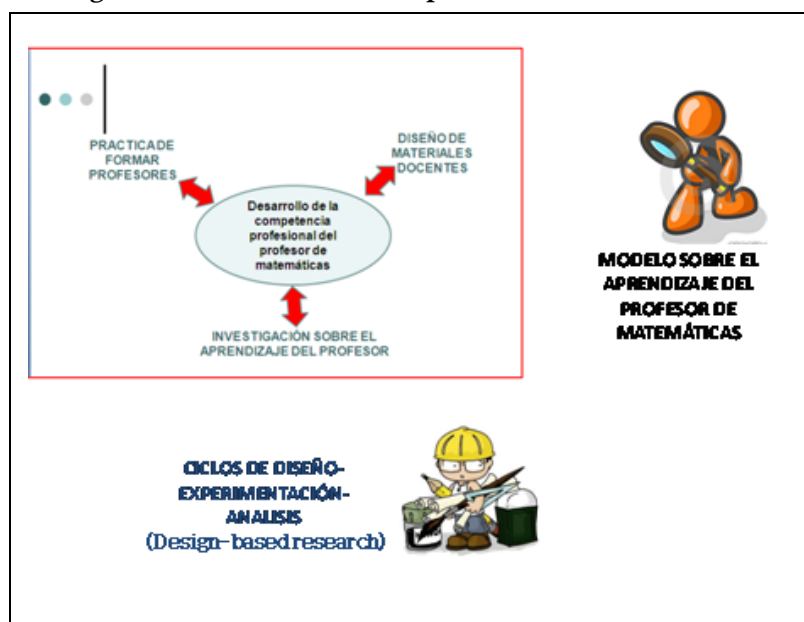 PRACTICA DE
FORMAR
PROFESORES
DISEÑO DE
MATERIALES
DOCENTES
Desarrollo de la
competencia
profesional del
profesor de
matemáticas
INVESTIGACIÓN SOBRE EL
APRENDIZAJE DEL PROFESOR
MODELO SOBRE EL
APRENDIZAJE DEL
PROFESOR DE
MATEMÁTICAS
CICLOS DE DISEÑO-
EXPERIMENTACIÓN-
ANALISIS
(Design-based research)